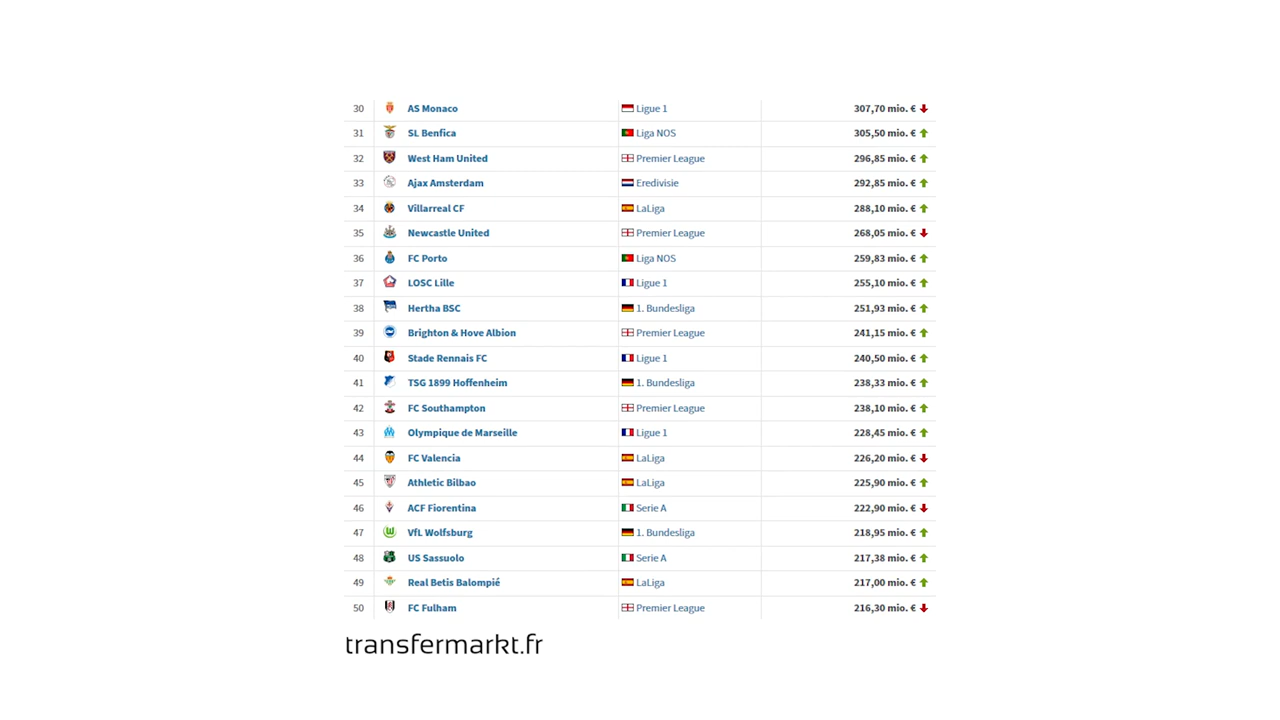 30 AS Monaco Ligue 1 307,70 mio. €
31 SL Benfica Liga NOS 305,50 mio. €
32 West Ham United Premier League 296,85 mio. €
33 Ajax Amsterdam Eredivisie 292,85 mio. €
34 Villarreal CF LaLiga 288,10 mio. €
35 Newcastle United Premier League 268,05 mio. €
36 FC Porto Liga NOS 259,83 mio. €
37 LOSC Lille Ligue 1 255,10 mio. €
38 Hertha BSC 1. Bundesliga 251,93 mio. €
39 Brighton & Hove Albion Premier League 241,15 mio. €
40 Stade Rennais FC Ligue 1 240,50 mio. €
41 TSG 1899 Hoffenheim 1. Bundesliga 238,33 mio. €
42 FC Southampton Premier League 238,10 mio. €
43 Olympique de Marseille Ligue 1 228,45 mio. €
44 FC Valencia LaLiga 226,20 mio. €
45 Athletic Bilbao LaLiga 225,90 mio. €
46 ACF Fiorentina Serie A 222,90 mio. €
47 VfL Wolfsburg 1. Bundesliga 218,95 mio. €
48 US Sassuolo Serie A 217,38 mio. €
49 Real Betis Balompié LaLiga 217,00 mio. €
50 FC Fulham Premier League 216,30 mio. €
transfermarkt.fr